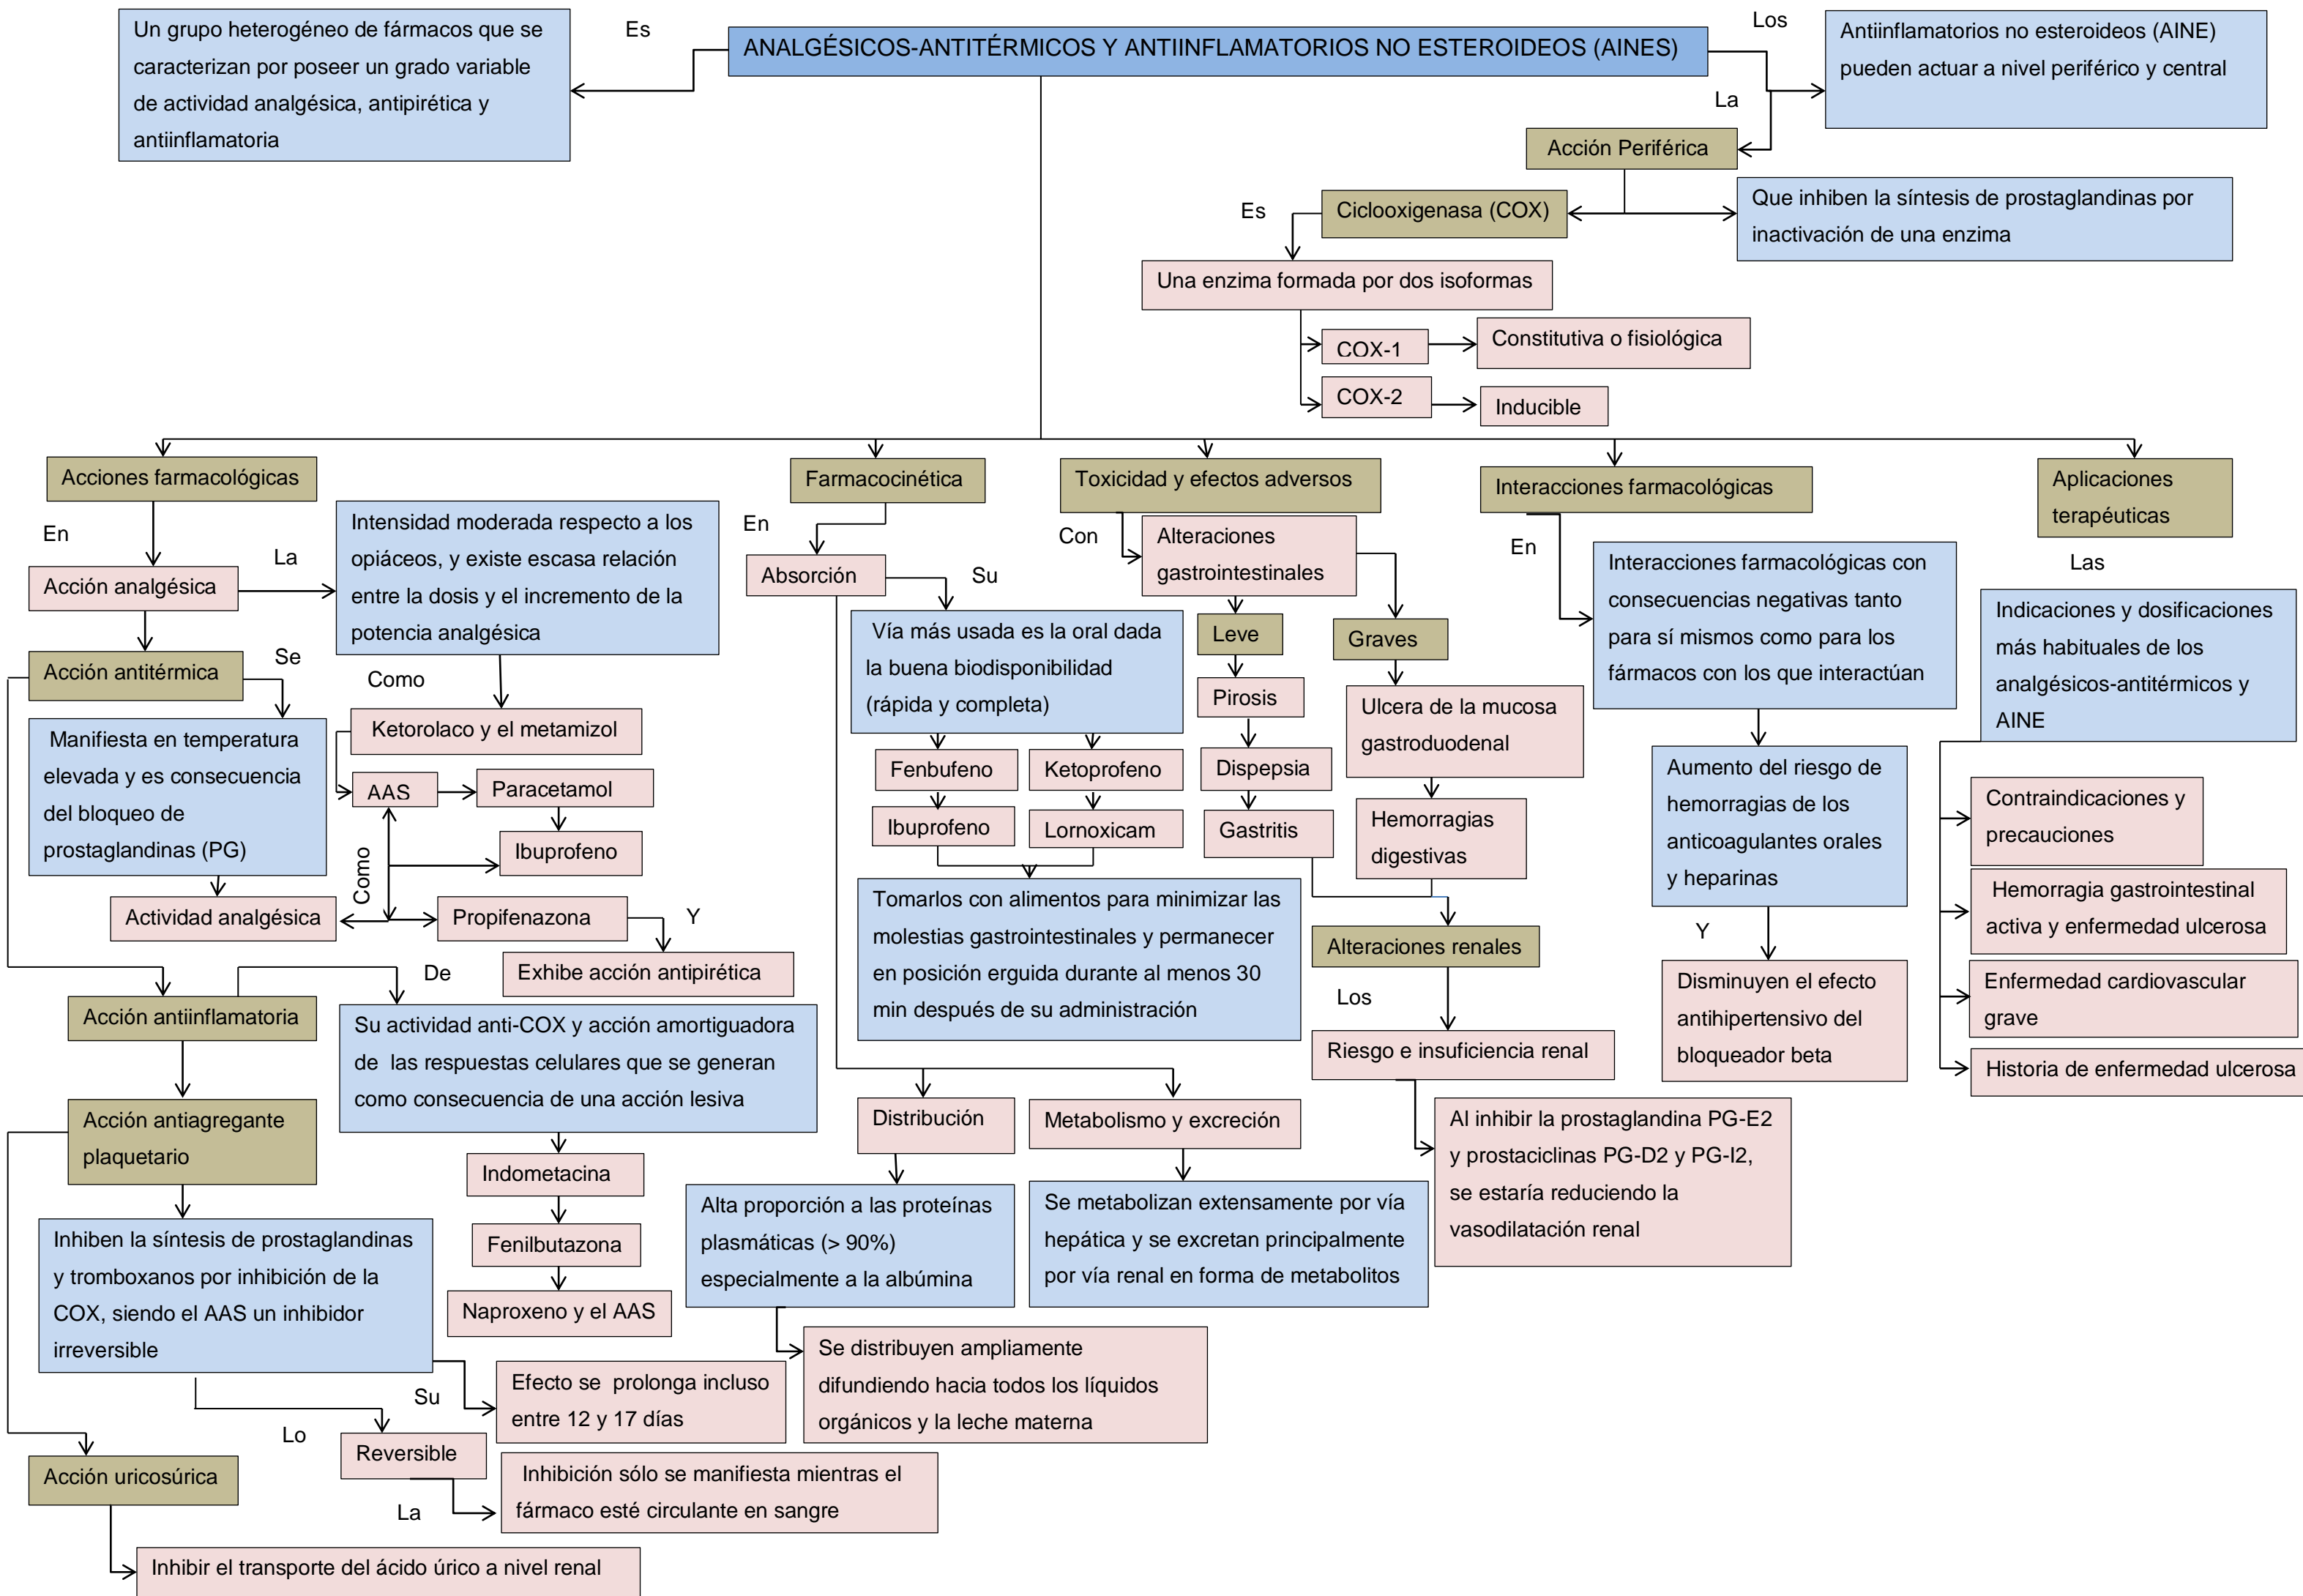 Un grupo heterogéneo de fármacos que se
caracterizan por poseer un grado variable
de actividad analgésica, antipirética y
antiinflamatoria
Es
ANALGÉSICOS-ANTITÉRMICOS Y ANTIINFLAMATORIOS NO ESTEROIDEOS (AINES)
Los
Antiinflamatorios no esteroideos (AINE)
pueden actuar a nivel periférico y central
La
Acción Periférica
Es
Ciclooxigenasa (COX)
Que inhiben la síntesis de prostaglandinas por
inactivación de una enzima
Una enzima formada por dos isoformas
COX-1
Constitutiva o fisiológica
COX-2
Inducible
Acciones farmacológicas
En
La
Acción analgésica
Intensidad moderada respecto a los
opiáceos, y existe escasa relación
entre la dosis y el incremento de la
potencia analgésica
Acción antitérmica
Se
Como
Manifiesta en temperatura
elevada y es consecuencia
del bloqueo de
prostaglandinas (PG)
Ketorolaco y el metamizol
AAS
Paracetamol
Ibuprofeno
Como
Actividad analgésica
Propifenazona
Y
Exhibe acción antipirética
De
Acción antiinflamatoria
Su actividad anti-COX y acción amortiguadora
de las respuestas celulares que se generan
como consecuencia de una acción lesiva
Indometacina
Fenilbutazona
Naproxeno y el AAS
Acción antiagregante
plaquetario
Inhiben la síntesis de prostaglandinas
y tromboxanos por inhibición de la
COX, siendo el AAS un inhibidor
irreversible
Su
Efecto se prolonga incluso
entre 12 y 17 días
Lo
Reversible
La
Inhibición sólo se manifiesta mientras el
fármaco esté circulante en sangre
Acción uricosúrica
Inhibir el transporte del ácido úrico a nivel renal
Farmacocinética
En
Absorción
Su
Vía más usada es la oral dada
la buena biodisponibilidad
(rápida y completa)
Fenbufeno
Ketoprofeno
Ibuprofeno
Lornoxicam
Tomarlos con alimentos para minimizar las
molestias gastrointestinales y permanecer
en posición erguida durante al menos 30
min después de su administración
Distribución
Metabolismo y excreción
Alta proporción a las proteínas
plasmáticas (> 90%)
especialmente a la albúmina
Se metabolizan extensamente por vía
hepática y se excretan principalmente
por vía renal en forma de metabolitos
Se distribuyen ampliamente
difundiendo hacia todos los líquidos
orgánicos y la leche materna
Toxicidad y efectos adversos
Con
Alteraciones
gastrointestinales
Leve
Graves
Pirosis
Dispepsia
Gastritis
Ulcera de la mucosa
gastroduodenal
Hemorragias
digestivas
Alteraciones renales
Los
Riesgo e insuficiencia renal
Al inhibir la prostaglandina PG-E2
y prostaciclinas PG-D2 y PG-I2,
se estaría reduciendo la
vasodilatación renal
Interacciones farmacológicas
En
Interacciones farmacológicas con
consecuencias negativas tanto
para sí mismos como para los
fármacos con los que interactúan
Aumento del riesgo de
hemorragias de los
anticoagulantes orales
y heparinas
Y
Disminuyen el efecto
antihipertensivo del
bloqueador beta
Aplicaciones
terapéuticas
Las
Indicaciones y dosificaciones
más habituales de los
analgésicos-antitérmicos y
AINE
Contraindicaciones y
precauciones
Hemorragia gastrointestinal
activa y enfermedad ulcerosa
Enfermedad cardiovascular
grave
Historia de enfermedad ulcerosa